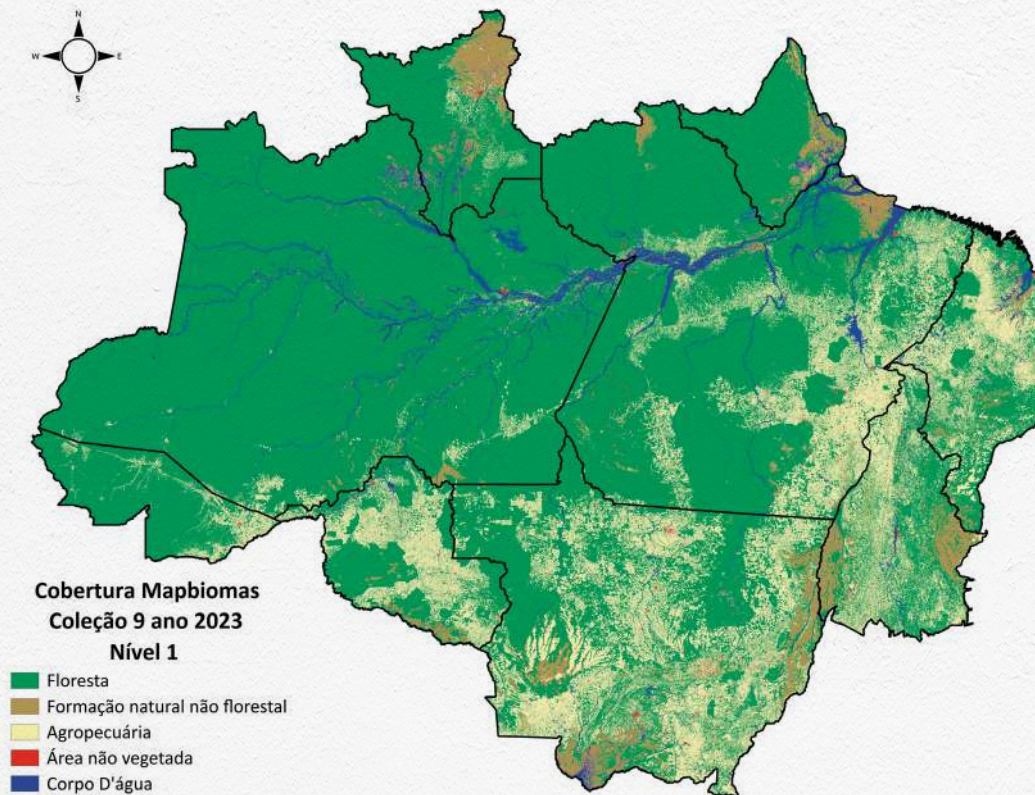 N
W E
S
Cobertura Mapbiomas
Coleção 9 ano 2023
Nível 1
Floresta
Formação natural não florestal
Agropecuária
Área não vegetada
Corpo D'água